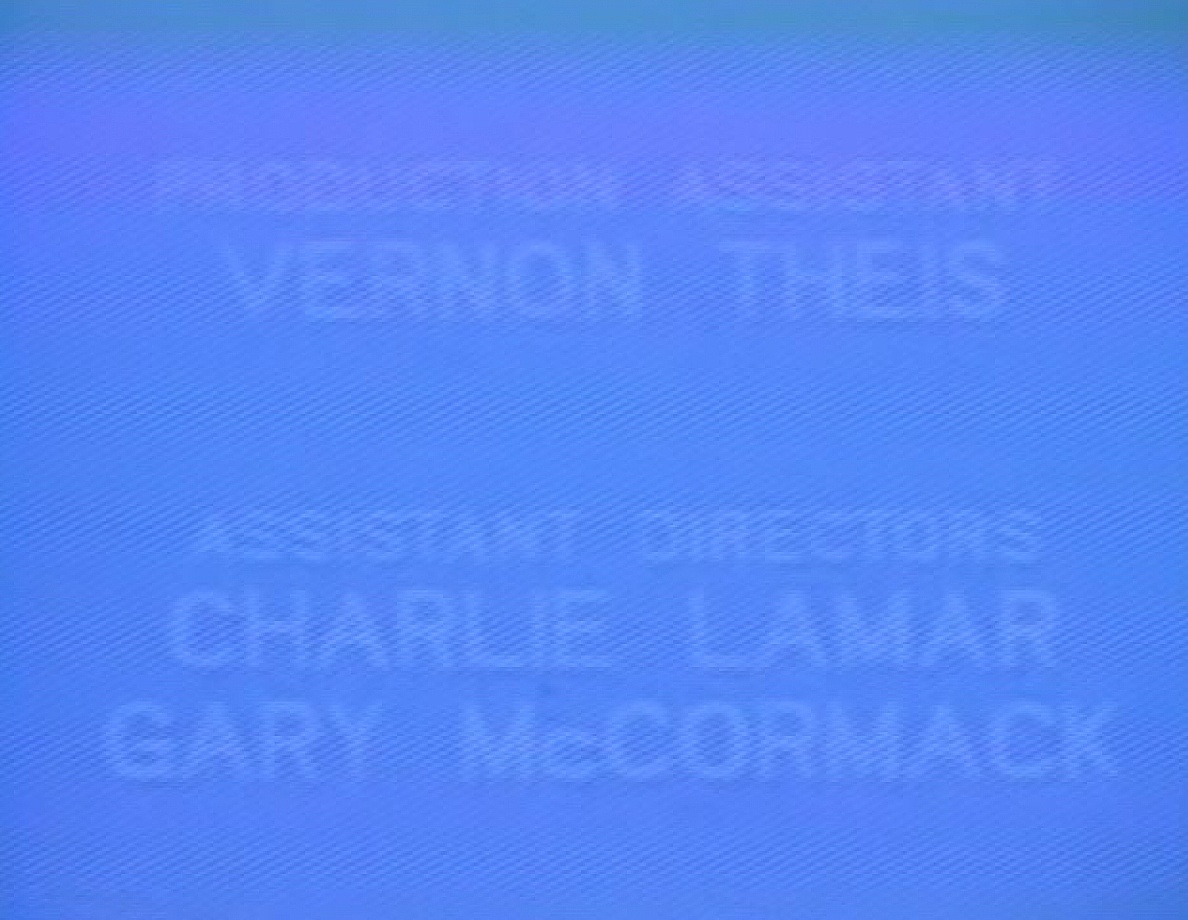 PRODUCTION ASSISTANT
VERNON THEIS
ASSISTANT DIRECTORS
CHARLIE LAMAR
GARY McCORMACK